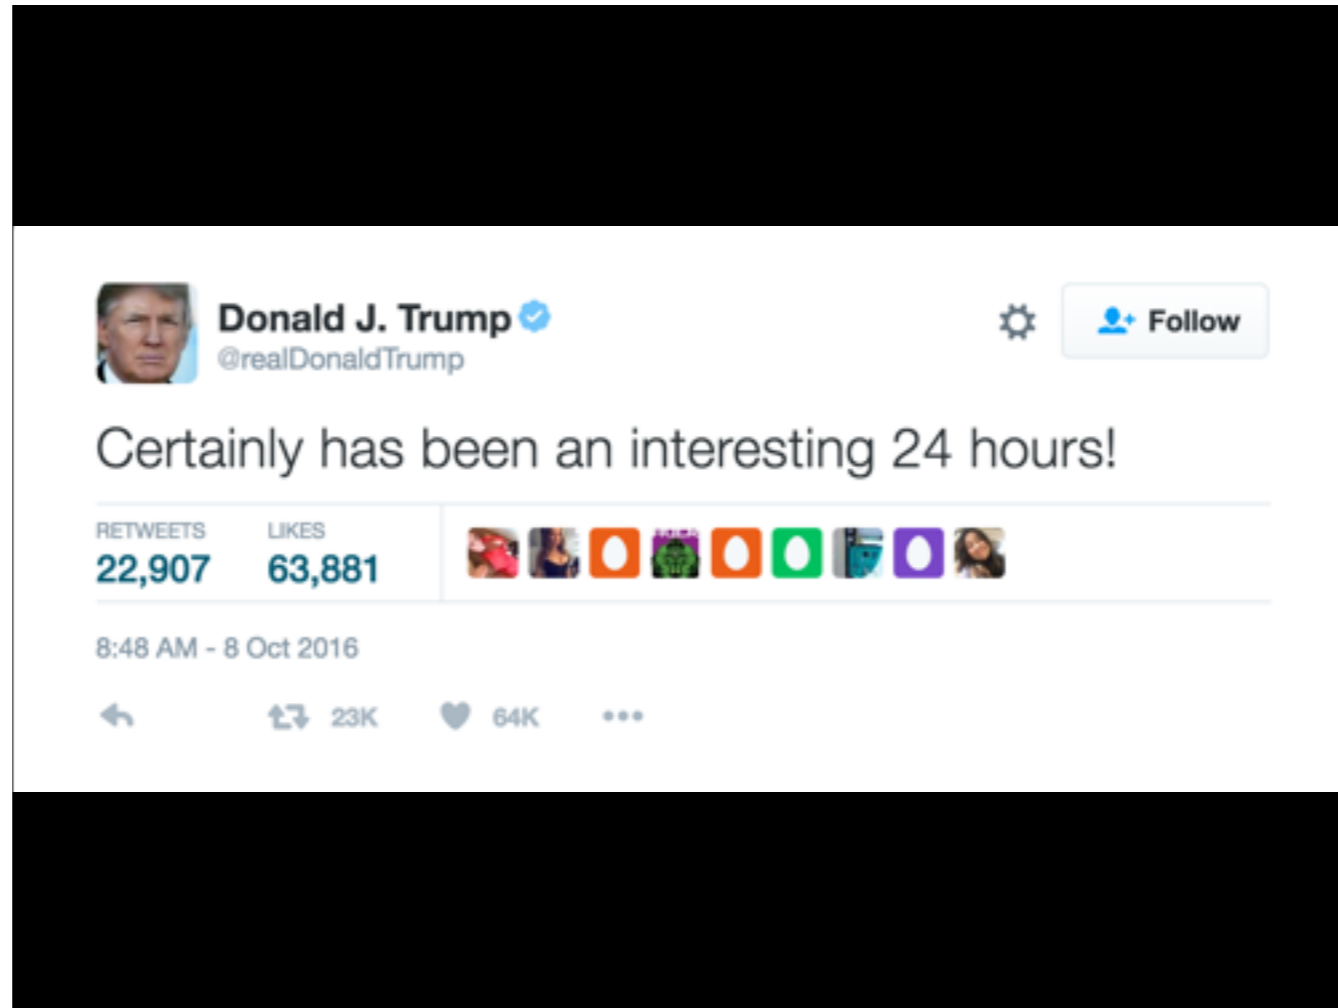 Donald J. Trump
@realDonaldTrump
Follow
Certainly has been an interesting 24 hours!
RETWEETS LIKES
22,907 63,881
8:48 AM - 8 Oct 2016
23K 64K